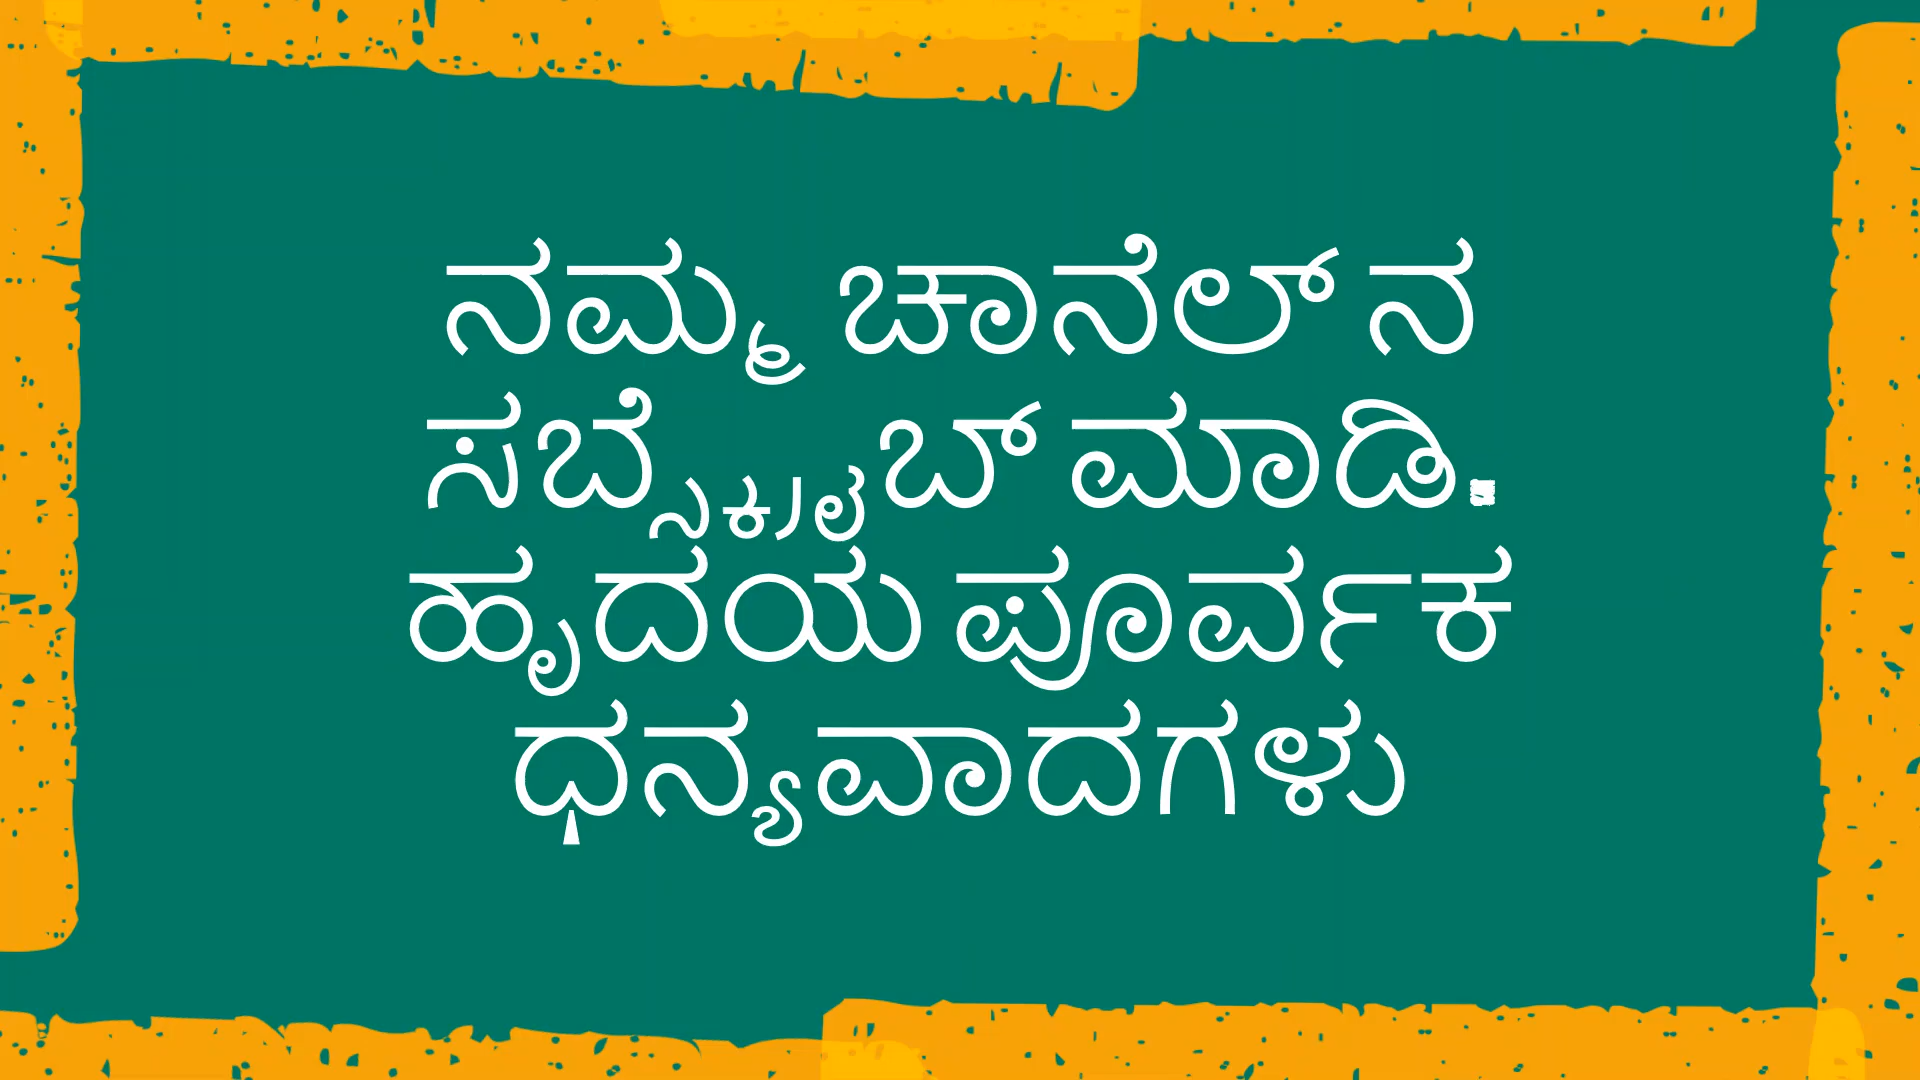 ನಮ್ಮ ಚಾನೆಲ್ ನ
ಸಬ್ಸ್ಕ್ರೈಬ್ ಮಾಡಿ.
ಹೃದಯ ಪೂರ್ವಕ
ಧನ್ಯವಾದಗಳು